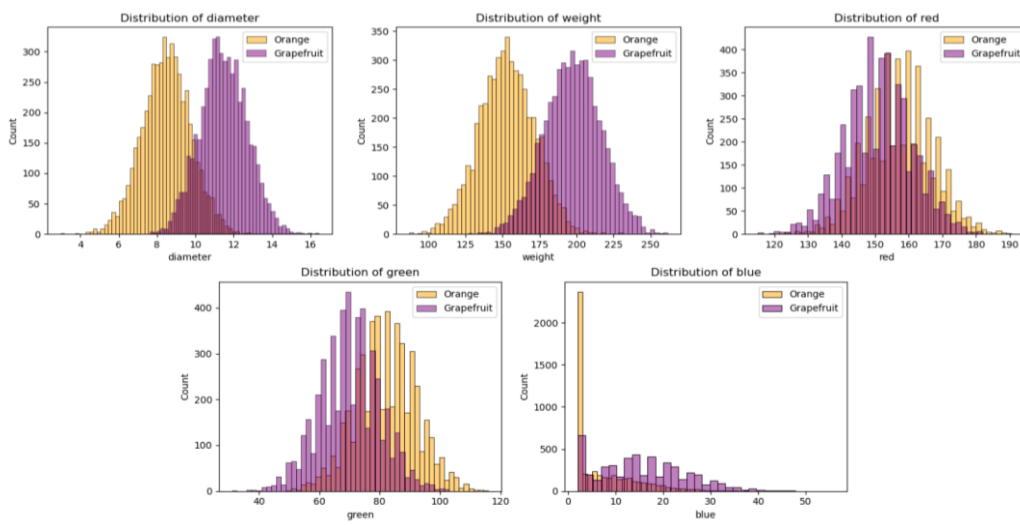 Distribution of diameter
Orange
Grapefruit
300
250
200
150
100
50
0
Count
4 6 8 10 12 14 16
diameter
Distribution of weight
Orange
Grapefruit
350
300
250
200
150
100
50
0
Count
100 125 150 175 200 225 250
weight
Distribution of red
Orange
Grapefruit
400
350
300
250
200
150
100
50
0
Count
120 130 140 150 160 170 180 190
red
Distribution of green
Orange
Grapefruit
400
300
200
100
0
Count
40 60 80 100 120
green
Distribution of blue
Orange
Grapefruit
2000
1500
1000
500
0
Count
0 10 20 30 40 50
blue